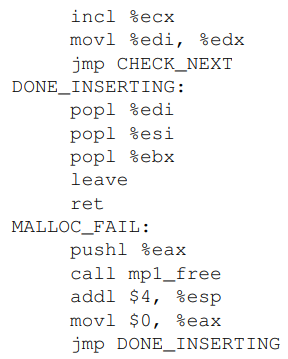 incl %ecx
movl %edi, %edx
jmp CHECK_NEXT
DONE_INSERTING:
popl %edi
popl %esi
popl %ebx
leave
ret
MALLOC_FAIL:
pushl %eax
call mp1_free
addl $4, %esp
movl $0, %eax
jmp DONE_INSERTING